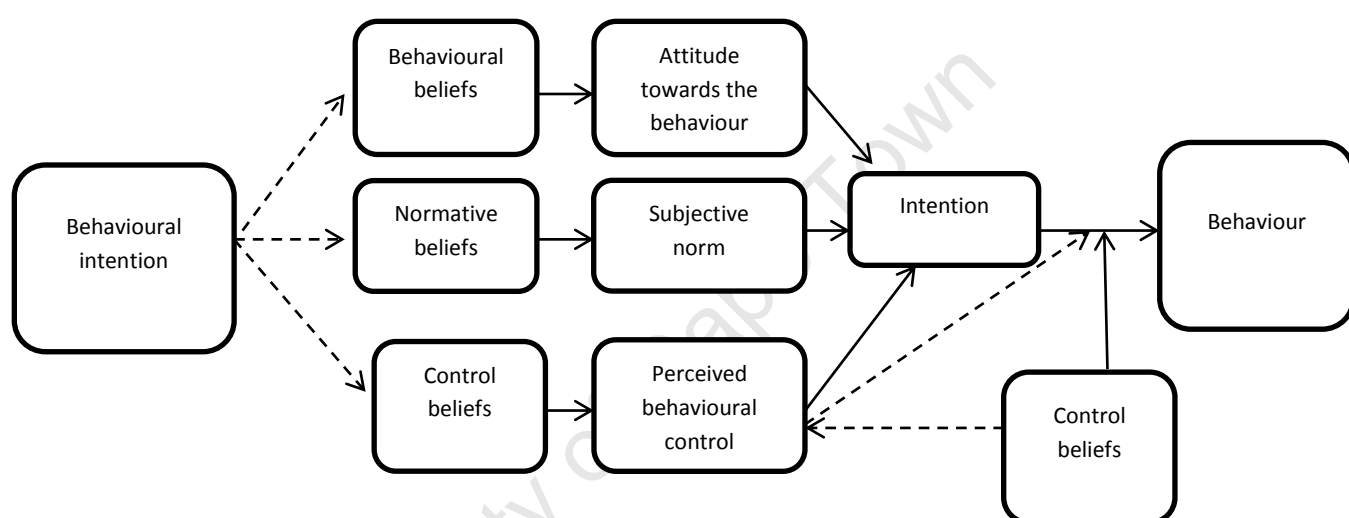 Behavioural
beliefs
Attitude
towards the
behaviour
Behavioural
intention
Normative
beliefs
Subjective
norm
Intention
Behaviour
Control
beliefs
Perceived
behavioural
control
Control
beliefs
Town